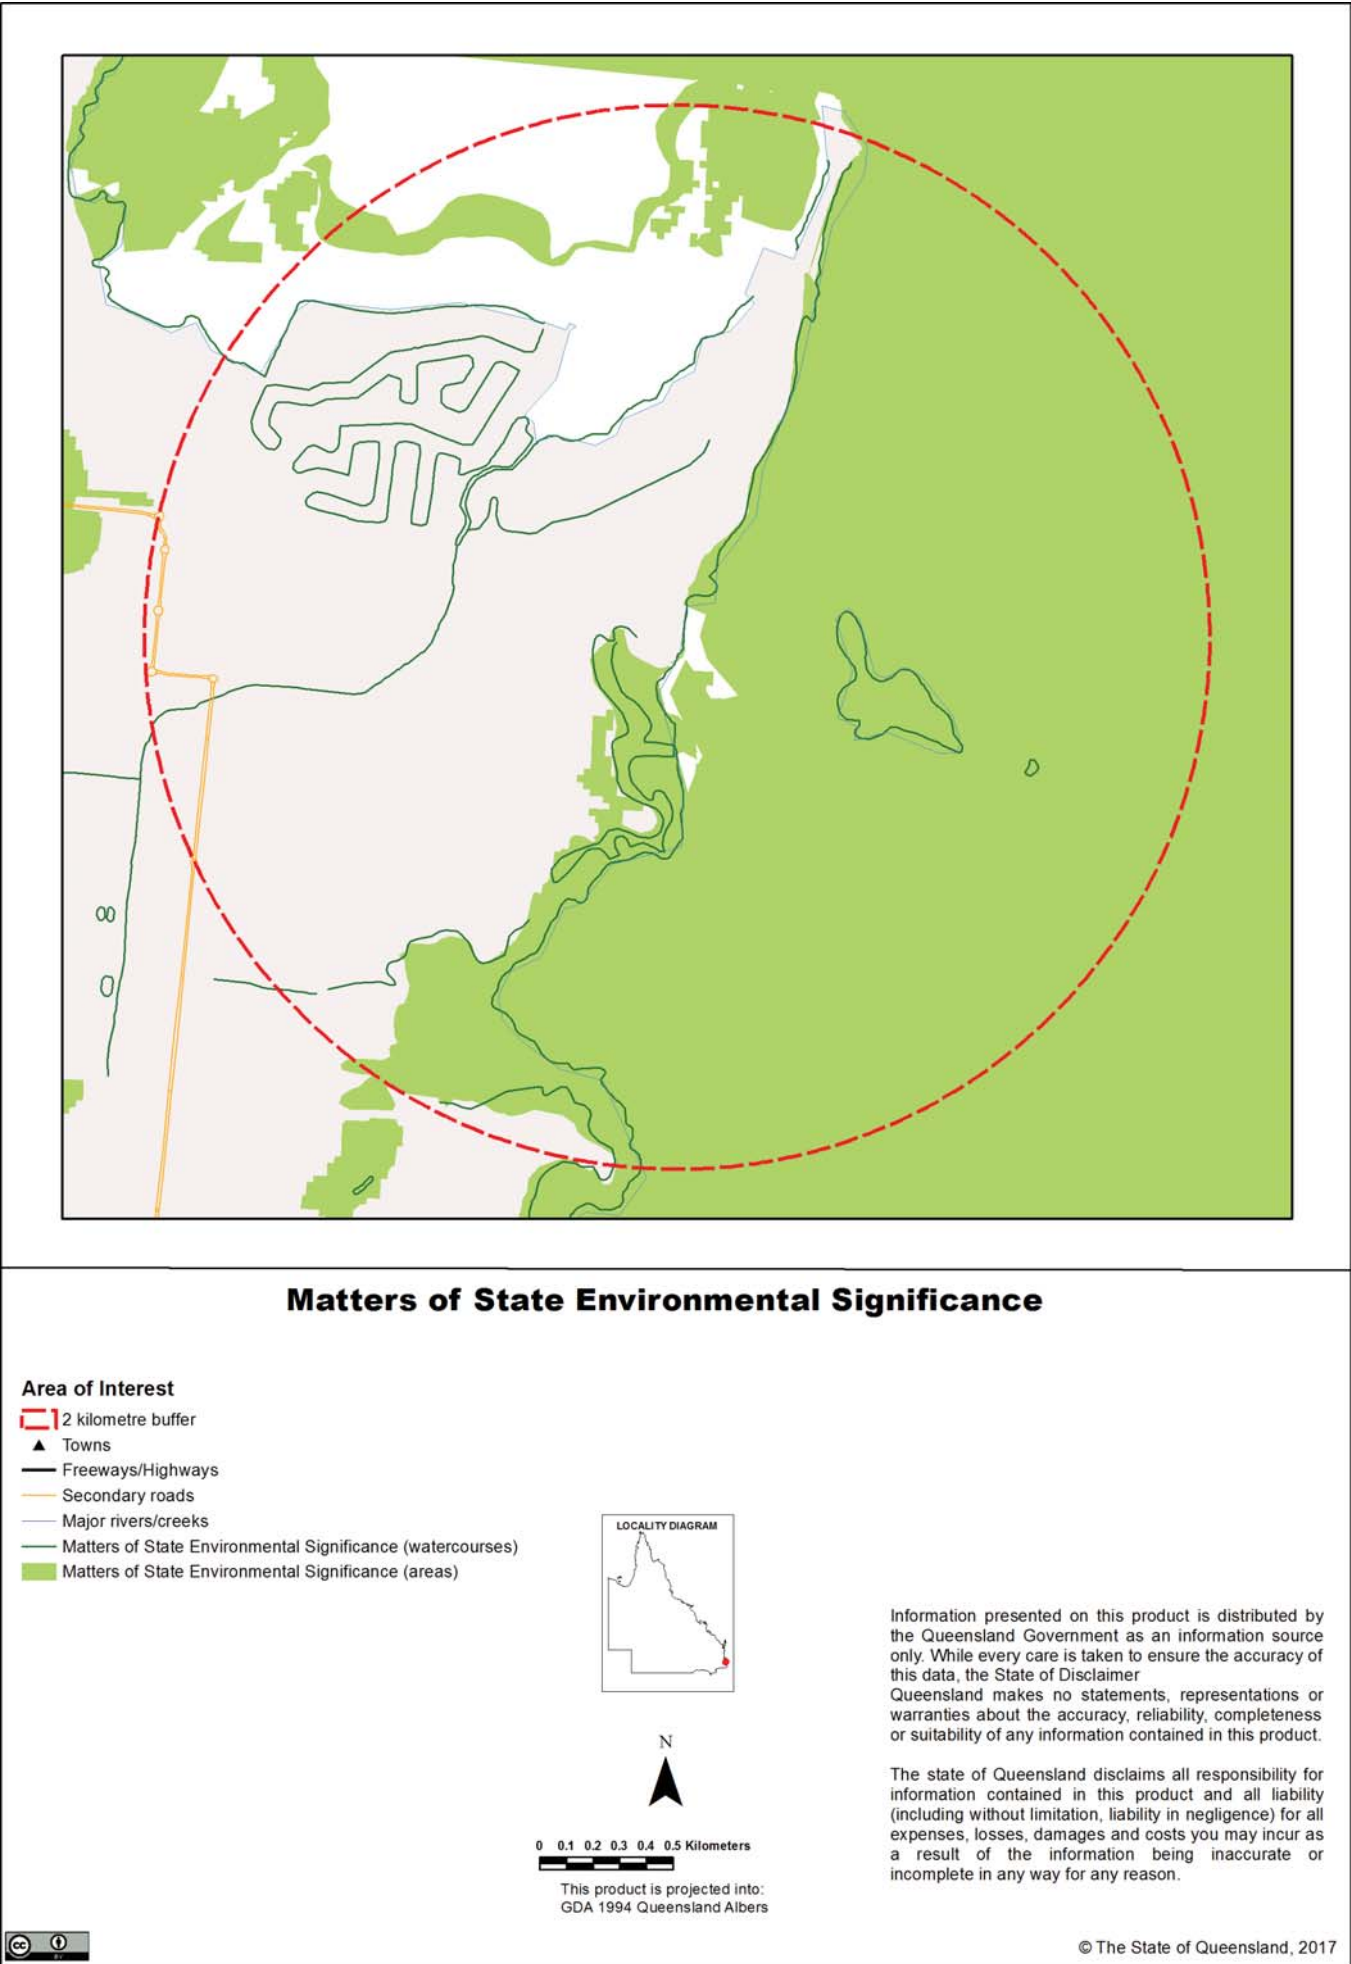 Matters of State Environmental Significance
Area of Interest
2 kilometre buffer
Towns
Freeways/Highways
Secondary roads
Major rivers/creeks
Matters of State Environmental Significance (watercourses)
Matters of State Environmental Significance (areas)
LOCALITY DIAGRAM
N
0 0.1 0.2 0.3 0.4 0.5 Kilometers
This product is projected into:
GDA 1994 Queensland Albers
Information presented on this product is distributed by
the Queensland Government as an information source
only. While every care is taken to ensure the accuracy of
this data, the State of Disclaimer
Queensland makes no statements, representations or
warranties about the accuracy, reliability, completeness
or suitability of any information contained in this product.
The state of Queensland disclaims all responsibility for
information contained in this product and all liability
(including without limitation, liability in negligence) for all
expenses, losses, damages and costs you may incur as
a result of the information being inaccurate or
incomplete in any way for any reason.
cc
BY
© The State of Queensland, 2017